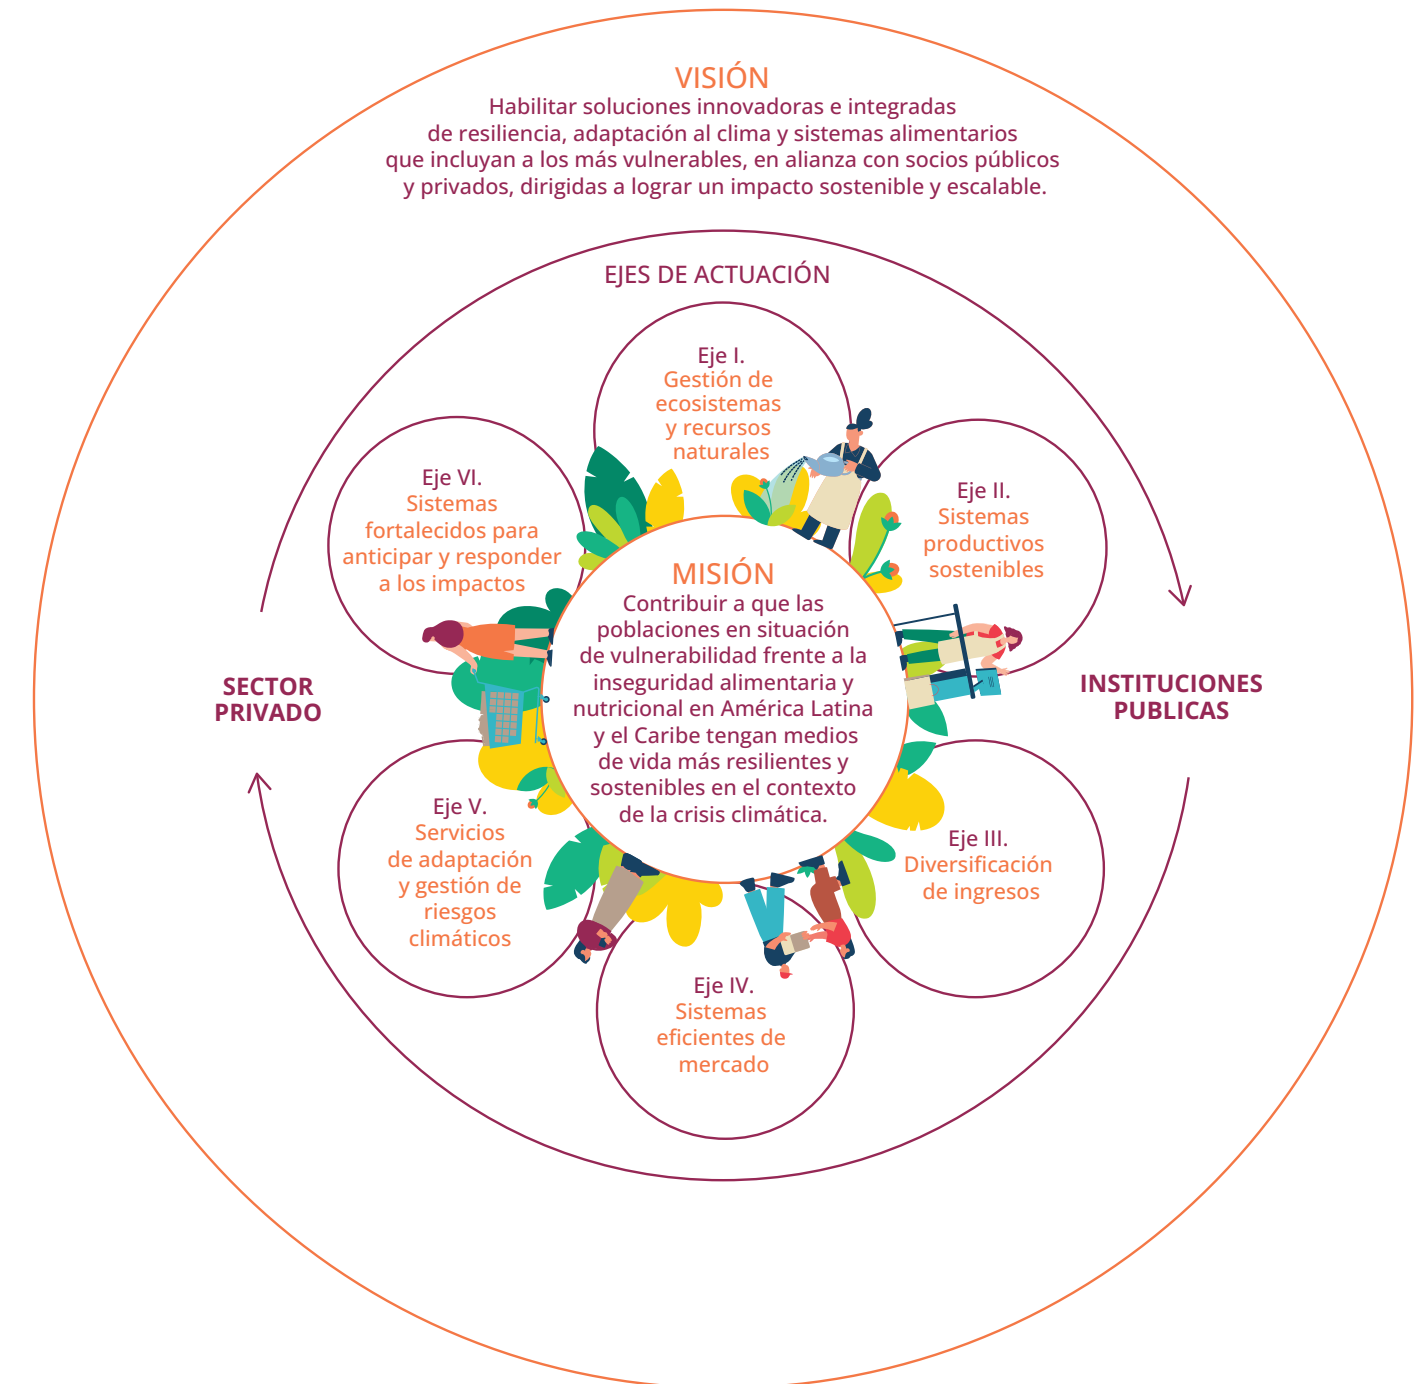 VISIÓN
Habilitar soluciones innovadoras e integradas
de resiliencia, adaptación al clima y sistemas alimentarios
que incluyan a los más vulnerables, en alianza con socios públicos
y privados, dirigidas a lograr un impacto sostenible y escalable.
EJES DE ACTUACIÓN
Eje I.
Gestión de
ecosistemas
y recursos
naturales
Eje II.
Sistemas
productivos
sostenibles
Eje III.
Diversificación
de ingresos
Eje IV.
Sistemas
eficientes de
mercado
Eje V.
Servicios
de adaptación
y gestión de
riesgos
climáticos
Eje VI.
Sistemas
fortalecidos para
anticipar y responder
a los impactos
MISIÓN
Contribuir a que las
poblaciones en situación
de vulnerabilidad frente a la
inseguridad alimentaria y
nutricional en América Latina
y el Caribe tengan medios
de vida más resilientes y
sostenibles en el contexto
de la crisis climática.
SECTOR
PRIVADO
INSTITUCIONES
PUBLICAS